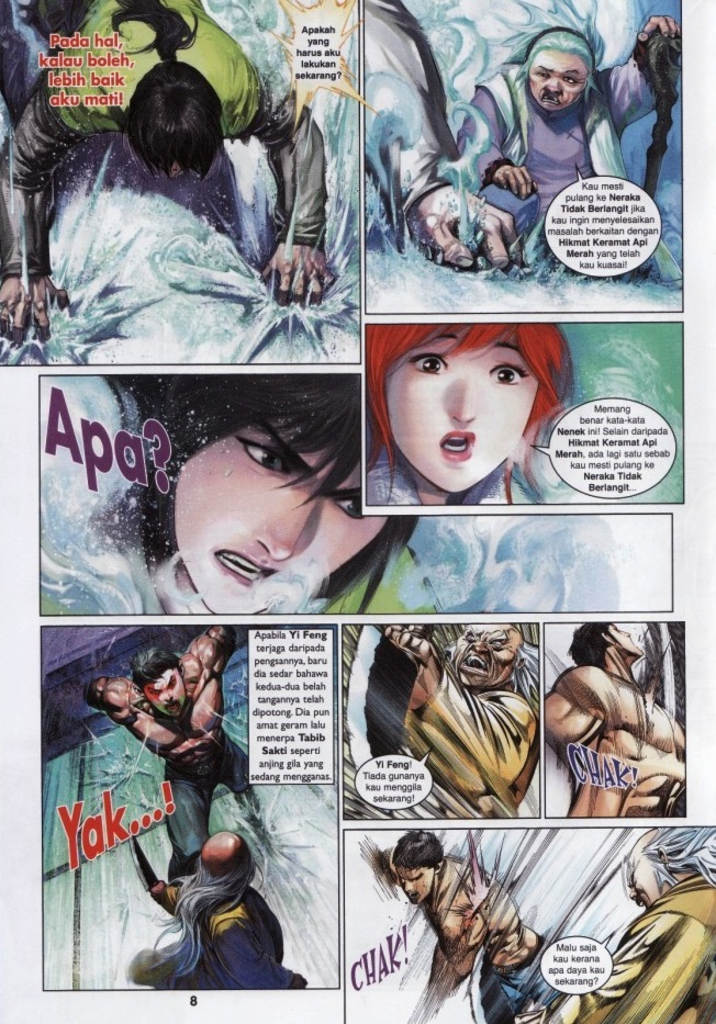 Pada hal,
kalau boleh,
lebih baik
aku mati!
Apakah
yang
harus aku
lakukan
sekarang?
Kau mesti
pulang ke Neraka
Tidak Berlangit jika
kau ingin menyelesaikan
masalah berkaitan dengan
Hikmat Keramat Api
Merah yang telah
kau kuasai!
Memang
benar kata-kata
Nenek ini! Selain daripada
Hikmat Keramat Api
Merah, ada lagi satu sebab
kau mesti pulang ke
Neraka Tidak
Berlangit...
Apa?
Apabila Yi Feng
terjaga daripada
pengsannya, baru
dia sedar bahawa
kedua-dua belah
tangannya telah
dipotong. Dia pun
amat geram lalu
menerpa Tabib
Sakti seperti
anjing gila yang
sedang mengganas.
Yak...!
Yi Feng!
Tiada gunanya
kau menggila
sekarang!
CHAK!
CHAK!
Malu saja
kau kerana
apa daya kau
sekarang?
8